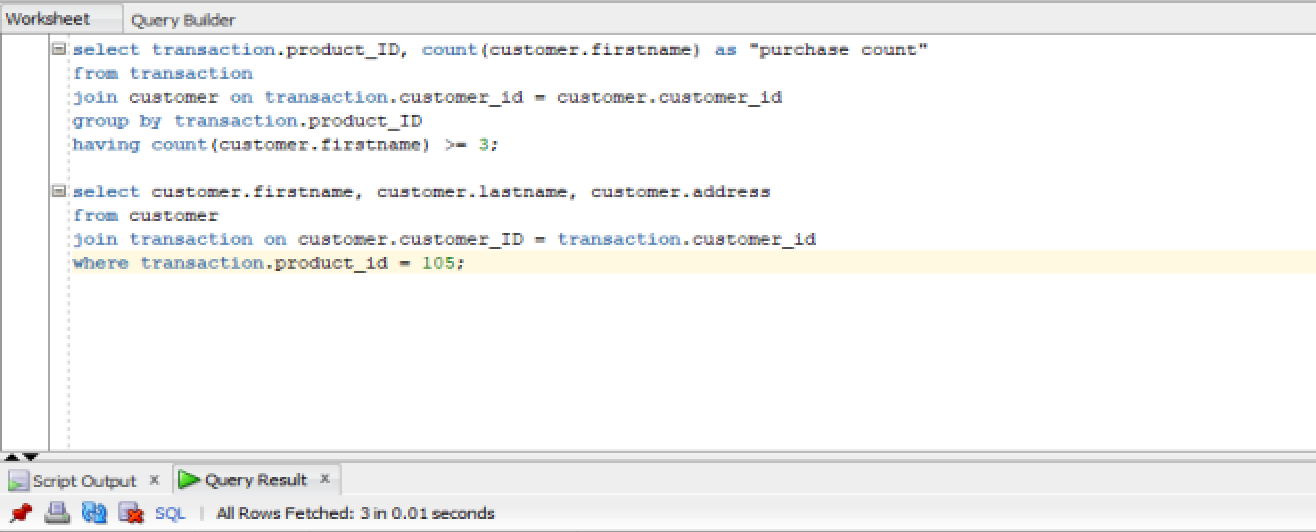 Worksheet Query Builder
select transaction.product_ID, count(customer.firstname) as "purchase count"
from transaction
join customer on transaction.customer_id = customer.customer_id
group by transaction.product_ID
having count(customer.firstname) >= 3;
select customer.firstname, customer.lastname, customer.address
from customer
join transaction on customer.customer_ID = transaction.customer_id
where transaction.product_id = 105;
Script Output x Query Result x
SQL | All Rows Fetched: 3 in 0.01 seconds